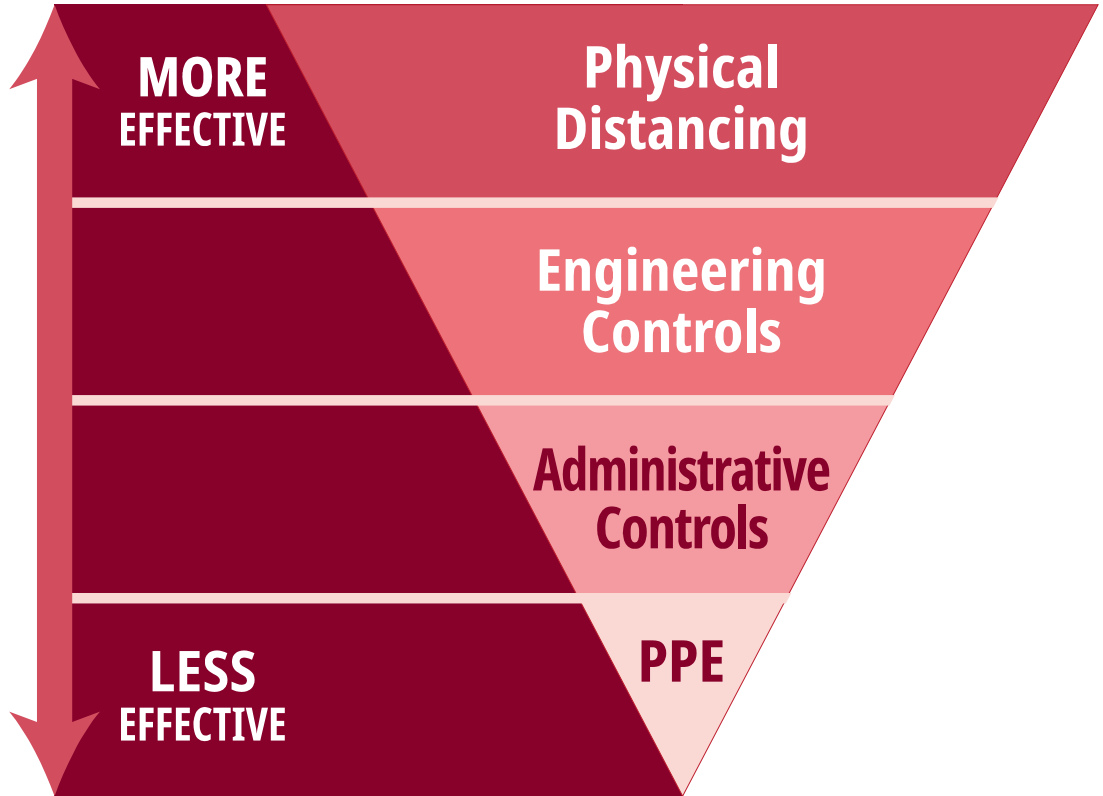 MORE
EFFECTIVE
Physical
Distancing
Engineering
Controls
Administrative
Controls
LESS
EFFECTIVE
PPE